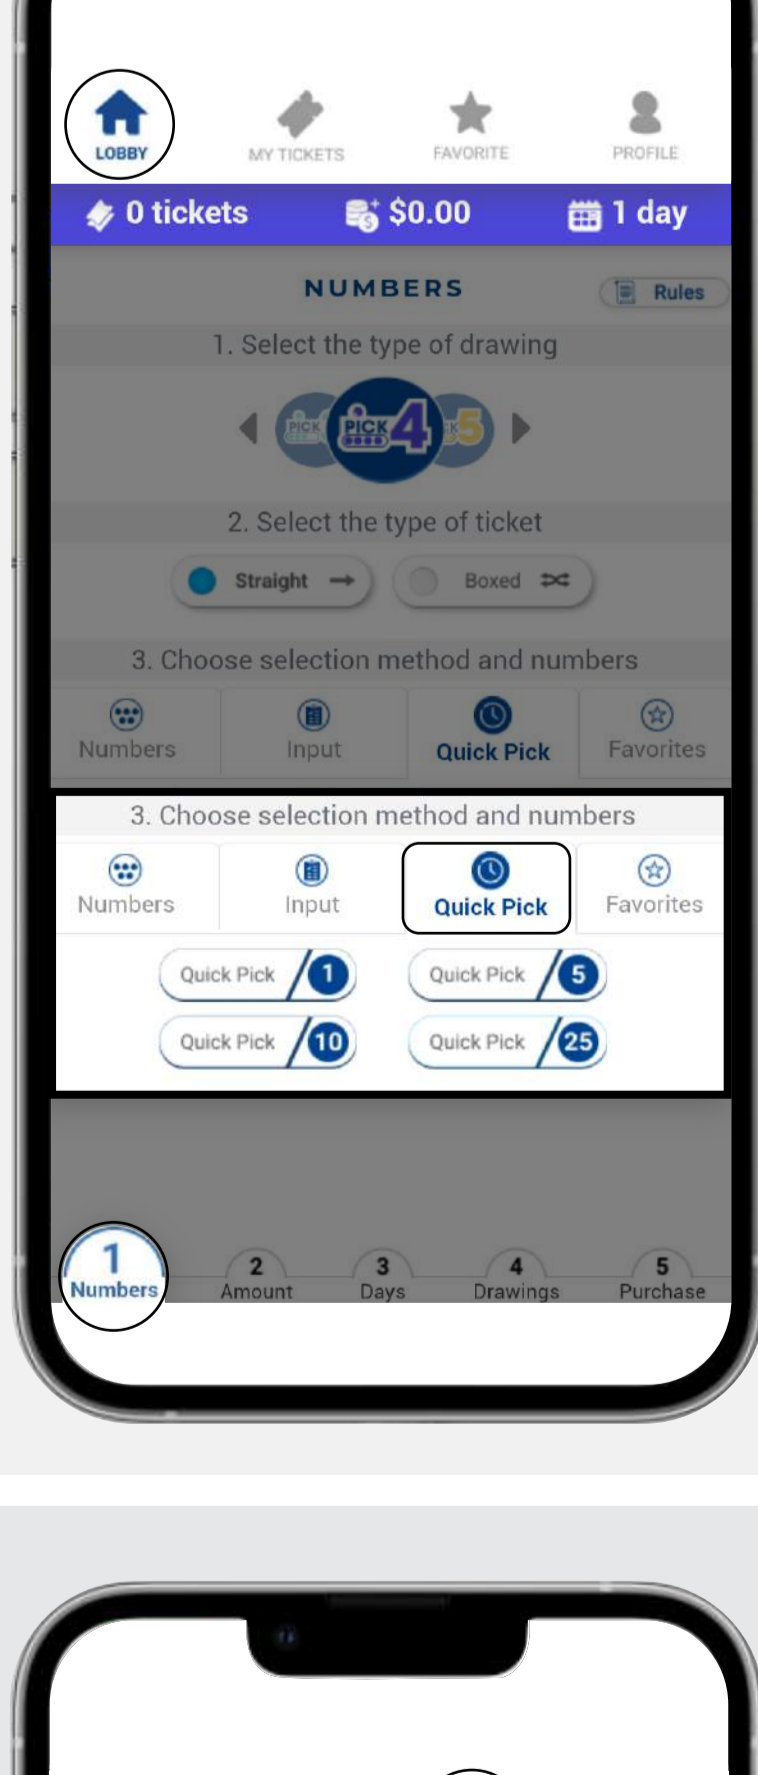 LOBBY MY TICKETS FAVORITE PROFILE
0 tickets $0.00 1 day
NUMBERS Rules
1. Select the type of drawing
PICK PICK 4 K 5
2. Select the type of ticket
Straight Boxed
3. Choose selection method and numbers
Numbers Input Quick Pick Favorites
3. Choose selection method and numbers
Numbers Input Quick Pick Favorites
Quick Pick 1 Quick Pick 5
Quick Pick 10 Quick Pick 25
1 2 3 4 5
Numbers Amount Days Drawings Purchase